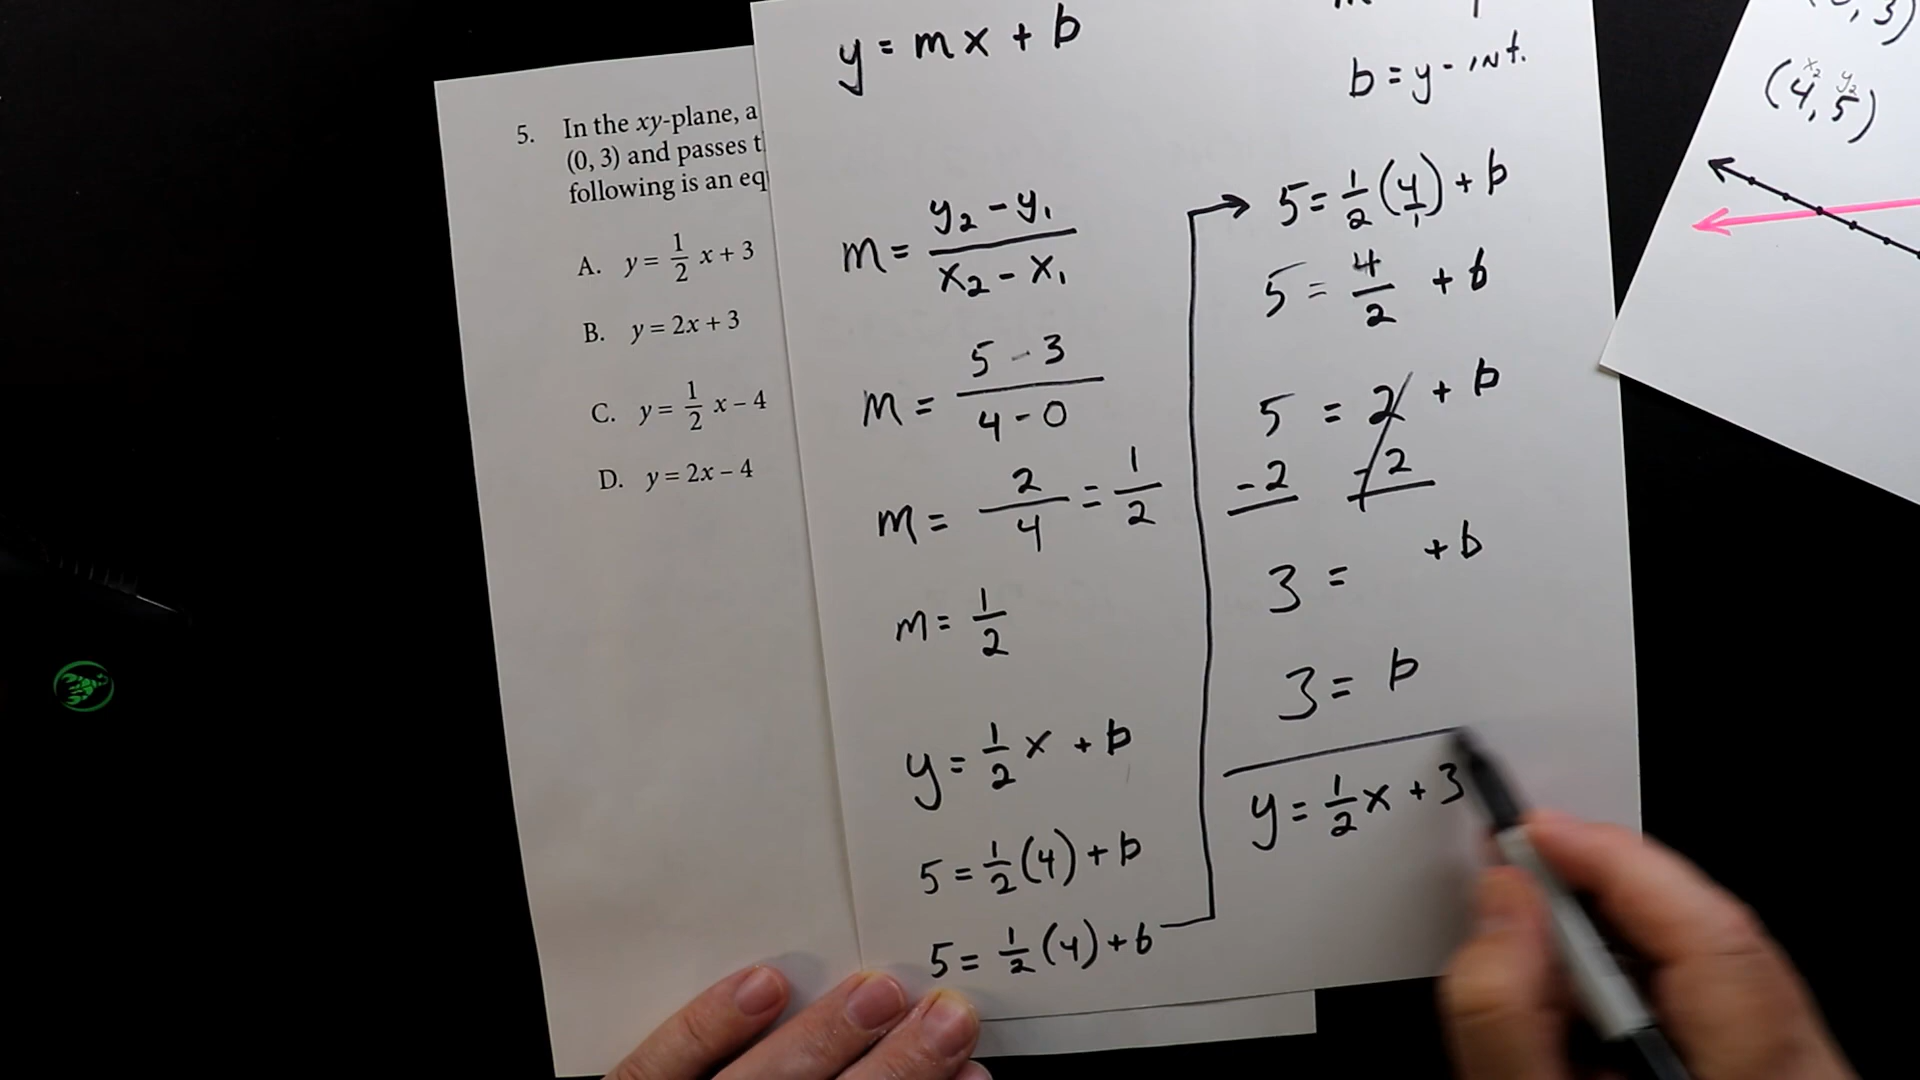 5. In the xy-plane, a
(0, 3) and passes t
following is an eq
A. y = 1/2 x + 3
B. y = 2x + 3
C. y = 1/2 x – 4
D. y = 2x – 4
y = mx + b
m = y₂ - y₁ / x₂ - x₁
m = 5 - 3 / 4 - 0
m = 2/4 = 1/2
m = 1/2
y = 1/2 x + b
5 = 1/2 (4) + b
5 = 1/2 (4) + b
b = y - int.
5 = 1/2 (4/1) + b
5 = 4/2 + b
5 = 2 + b
-2 -2
3 = + b
3 = b
y = 1/2 x + 3
, 3)
x₂ y₂
(4, 5)